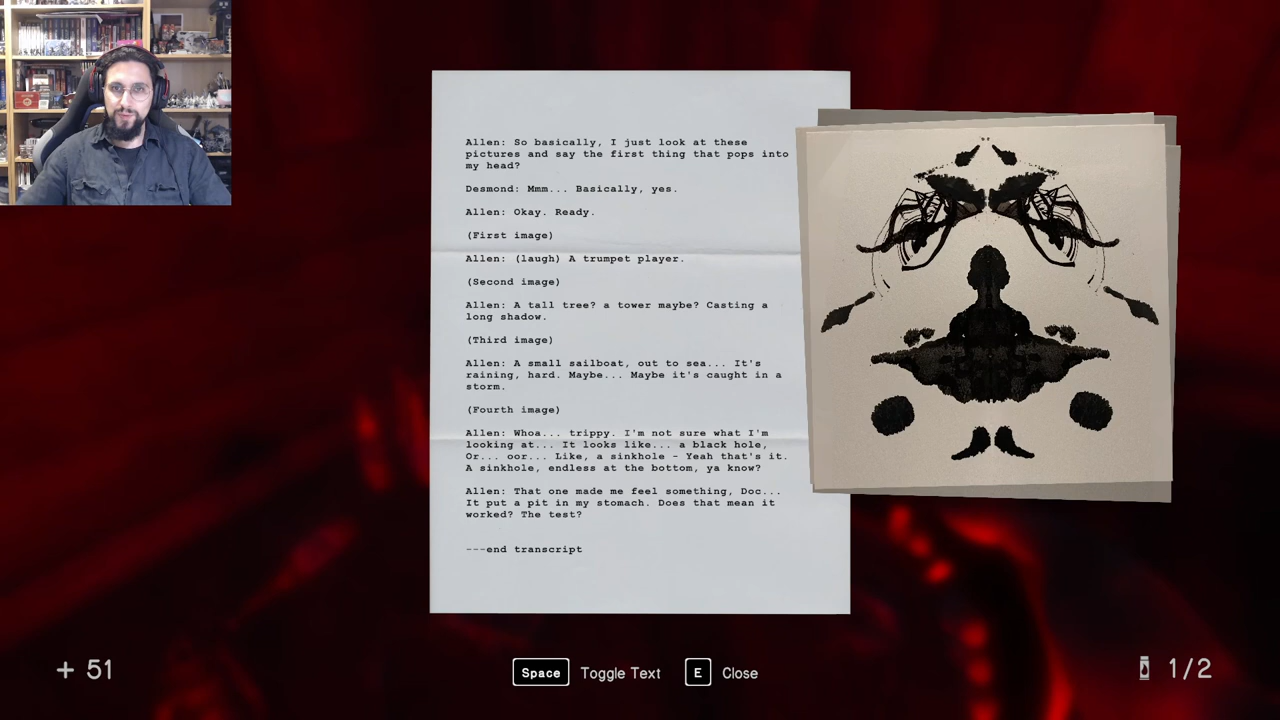 Allen: So basically, I just look at these
pictures and say the first thing that pops into
my head?
Desmond: Mmm... Basically, yes.
Allen: Okay. Ready.
(First image)
Allen: (laugh) A trumpet player.
(Second image)
Allen: A tall tree? a tower maybe? Casting a
long shadow.
(Third image)
Allen: A small sailboat, out to sea... It's
raining, hard. Maybe... Maybe it's caught in a
storm.
(Fourth image)
Allen: Whoa... trippy. I'm not sure what I'm
looking at... It looks like... a black hole,
Or... oor... Like, a sinkhole - Yeah that's it.
A sinkhole, endless at the bottom, ya know?
Allen: That one made me feel something, Doc...
It put a pit in my stomach. Does that mean it
worked? The test?
---end transcript
+ 51
Space Toggle Text E Close
1/2